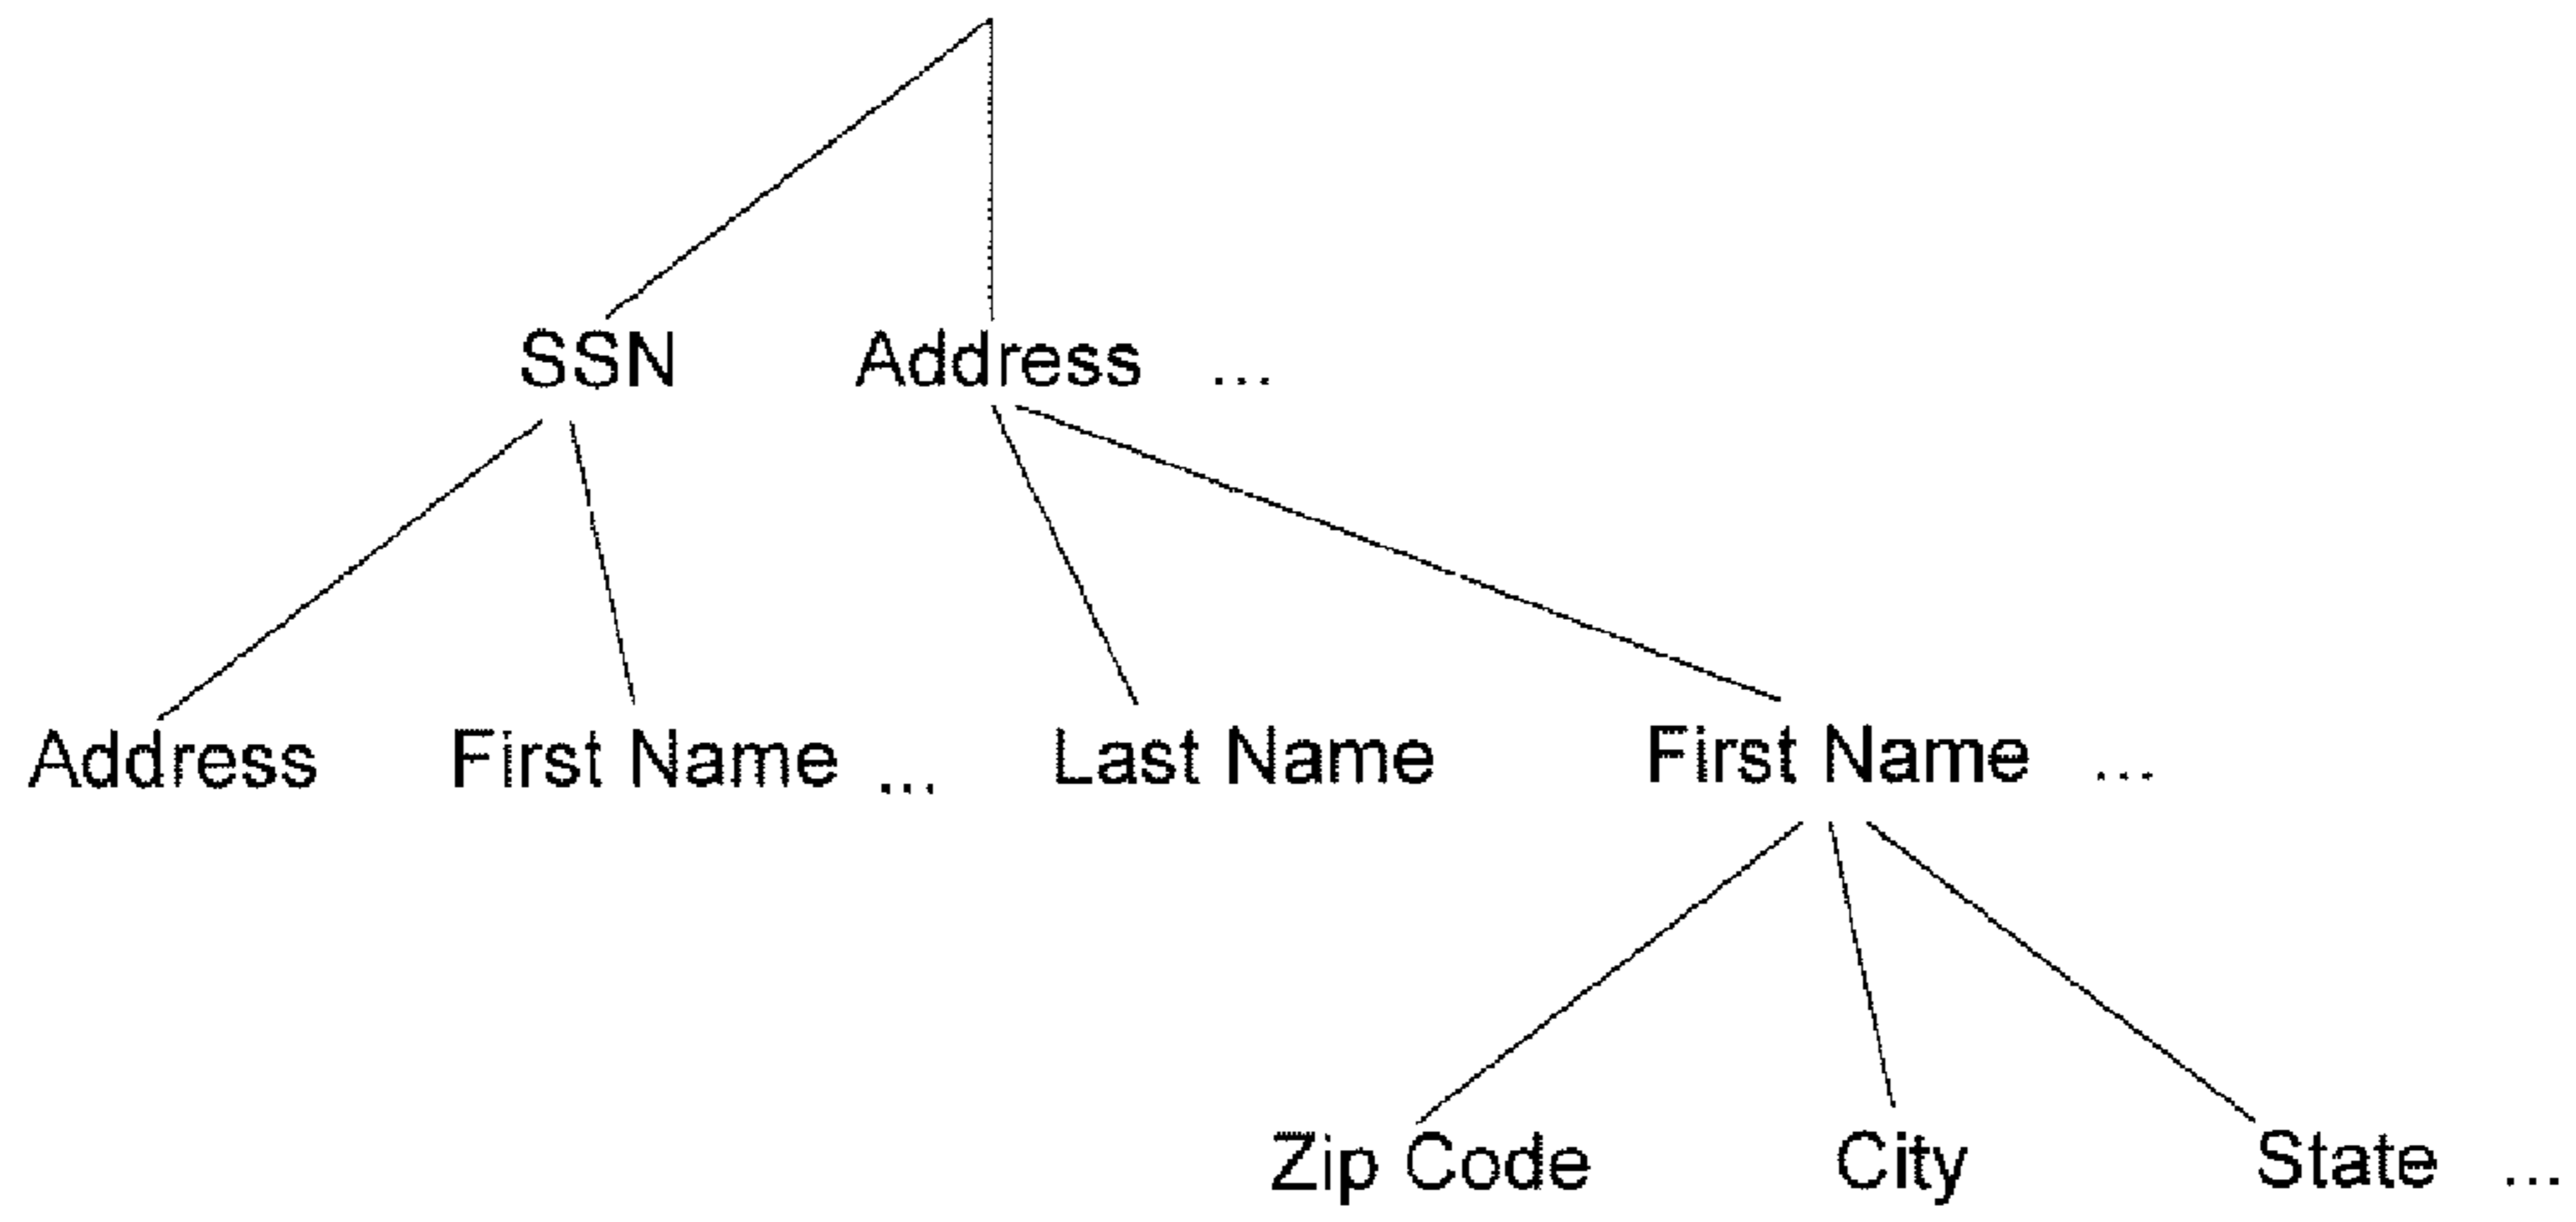 SSN Address ...
Address First Name ... Last Name First Name ...
Zip Code City State ...